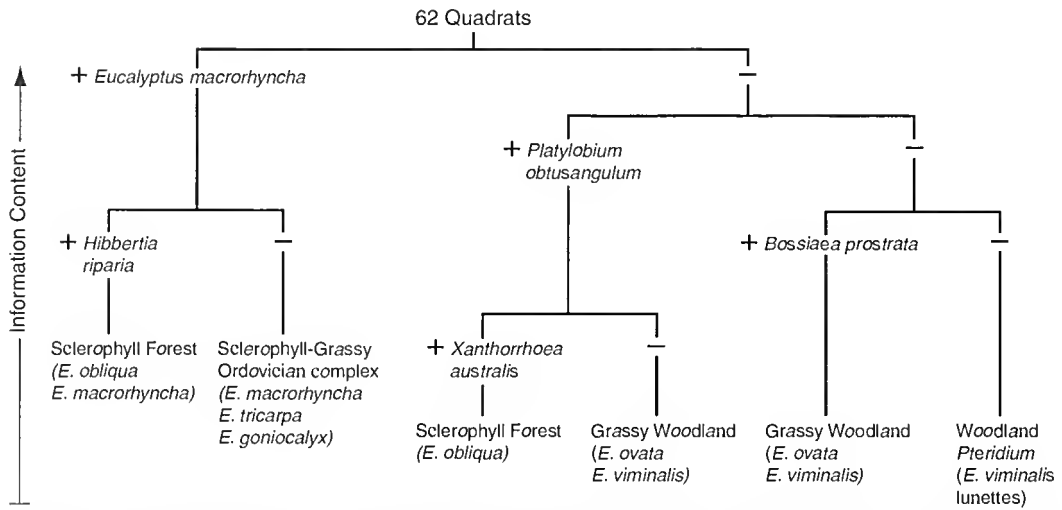 62 Quadrats
+ Eucalyptus macrorhyncha
–
+ Platylobium
obtusangulum
–
+ Hibbertia
riparia
–
+ Bossiaea prostrata
–
Information Content
Sclerophyll Forest
(E. obliqua
E. macrorhyncha)
Sclerophyll-Grassy
Ordovician complex
(E. macrorhyncha
E. tricarpa
E. goniocalyx)
+ Xanthorrhoea
australis
–
Sclerophyll Forest
(E. obliqua)
Grassy Woodland
(E. ovata
E. viminalis)
Grassy Woodland
(E. ovata
E. viminalis)
Woodland
Pteridium
(E. viminalis
lunettes)